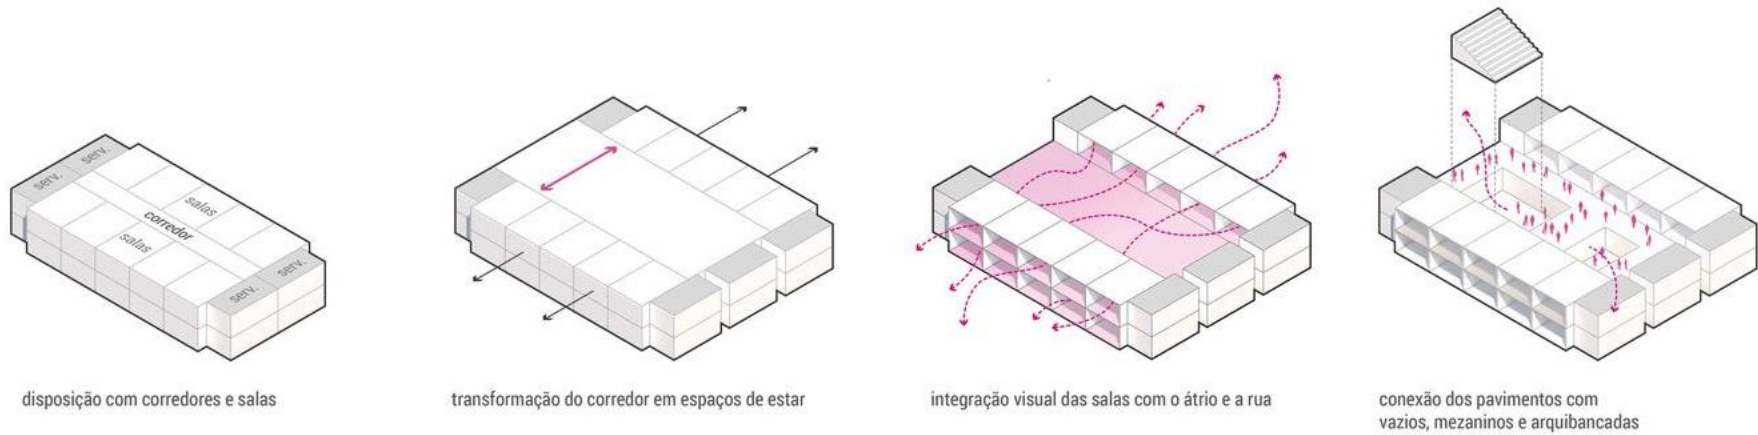 serv.
serv.
salas
corredor
salas
serv.
serv.
disposição com corredores e salas
transformação do corredor em espaços de estar
integração visual das salas com o átrio e a rua
conexão dos pavimentos com
vazios, mezaninos e arquibancadas